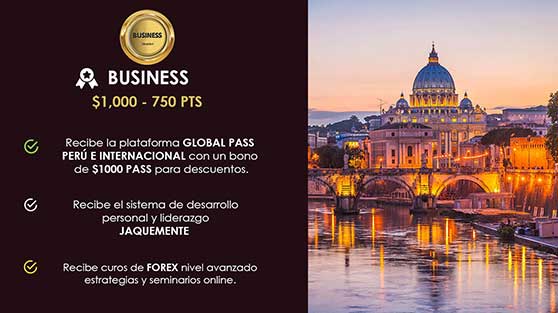 BUSINESS
BUSINESS
$1,000 - 750 PTS
Recibe la plataforma GLOBAL PASS
PERÚ E INTERNACIONAL con un bono
de $1000 PASS para descuentos.
Recibe el sistema de desarrollo
personal y liderazgo
JAQUEMENTE
Recibe curos de FOREX nivel avanzado
estrategias y seminarios online.